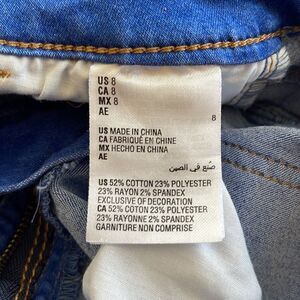 US 8
CA 8
MX 8
AE
8
US MADE IN CHINA
CA FABRIQUÉ EN CHINE
MX HECHO EN CHINA
AE
صنع في الصين
US 52% COTTON 23% POLYESTER
23% RAYON 2% SPANDEX
EXCLUSIVE OF DECORATION
CA 52% COTON 23% POLYESTER
23% RAYONNE 2% SPANDEX
GARNITURE NON COMPRISE